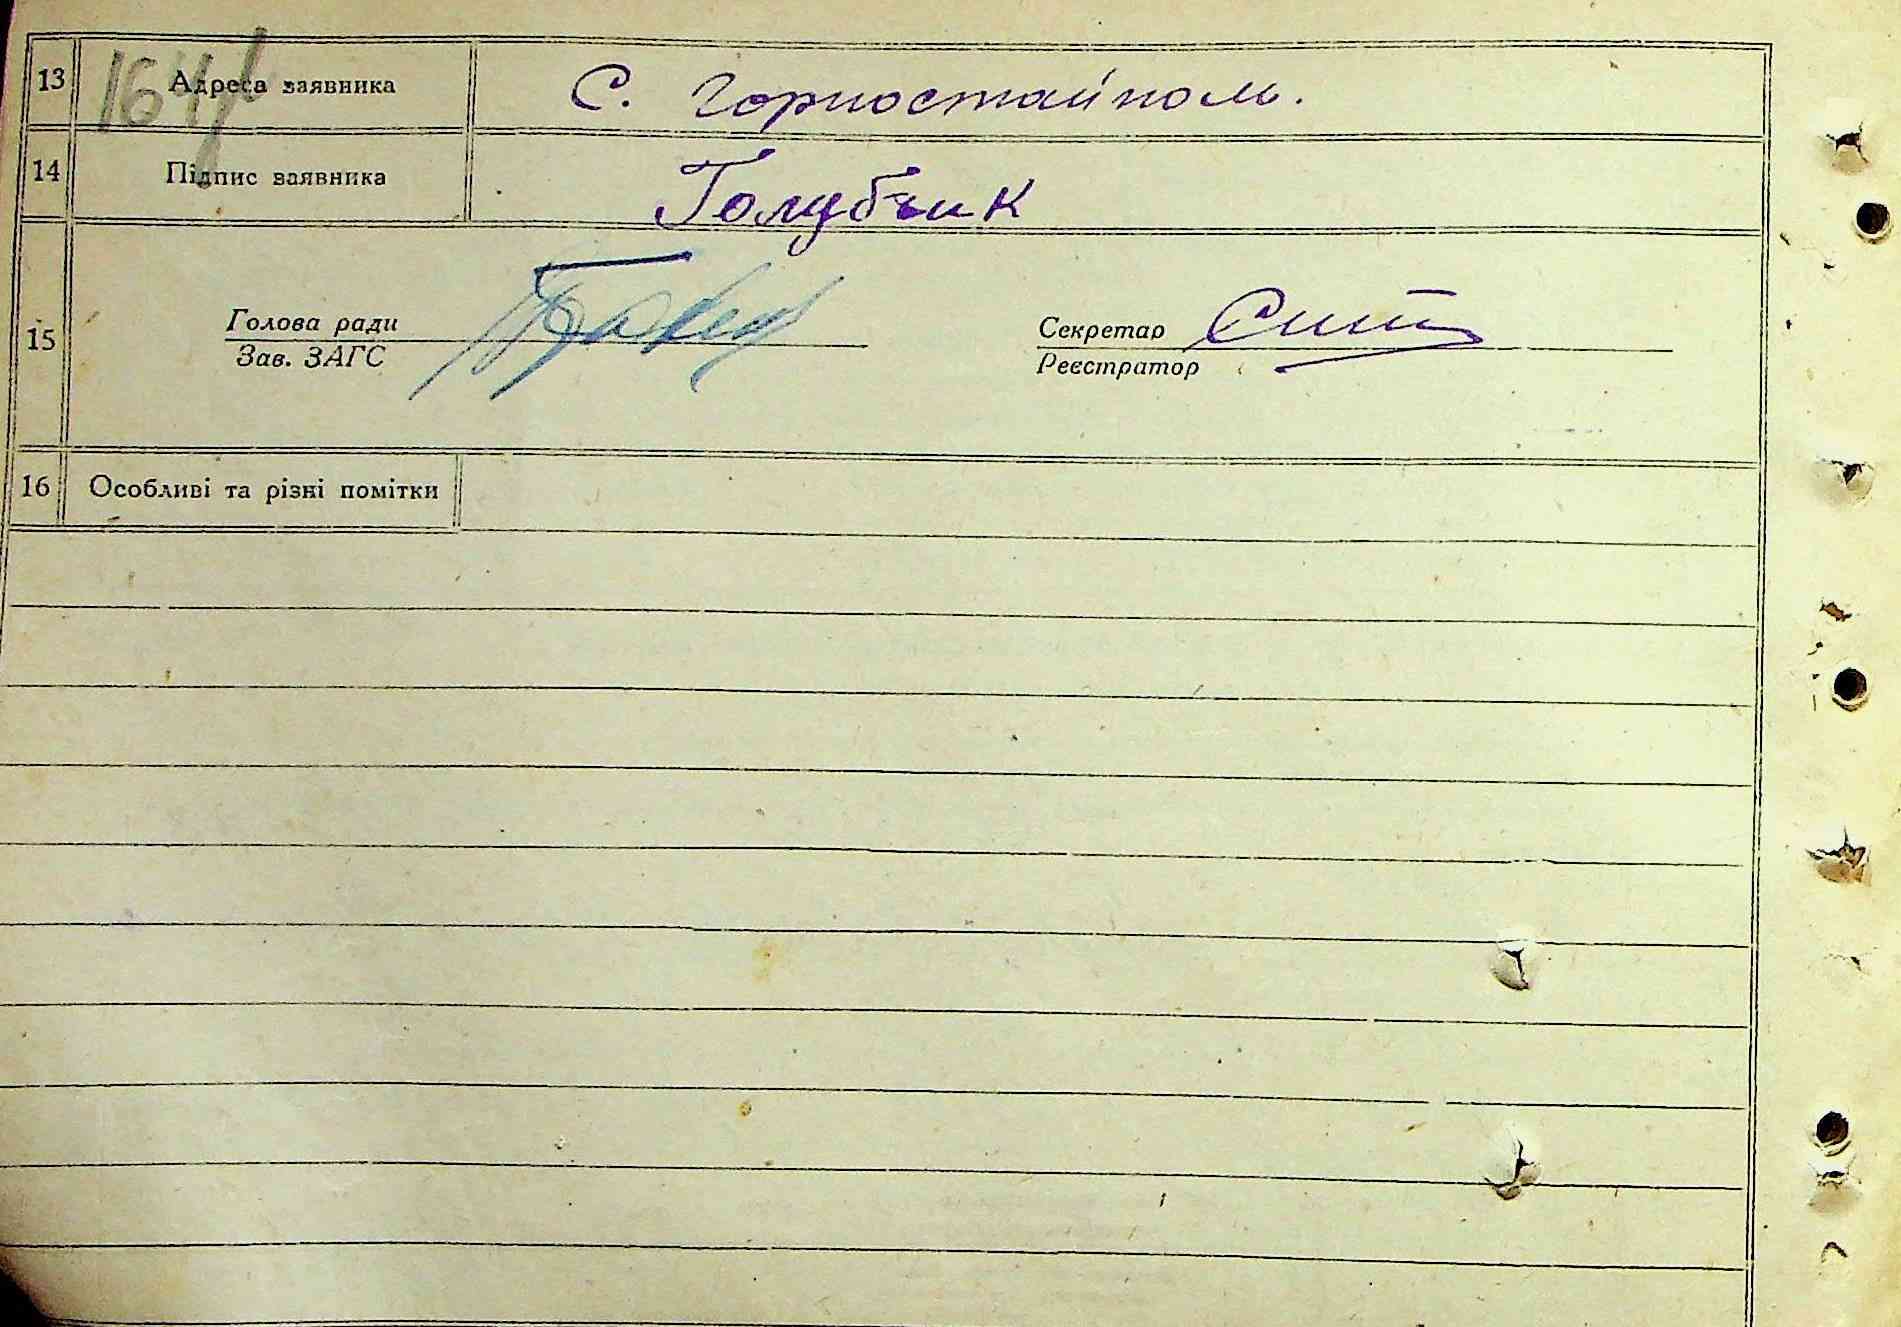 164
13 Адреса заявника С. Горностайполь.
14 Підпис заявника Голубчик
15 Голова ради Секретар
Зав. ЗАГС Реєстратор
16 Особливі та різні помітки